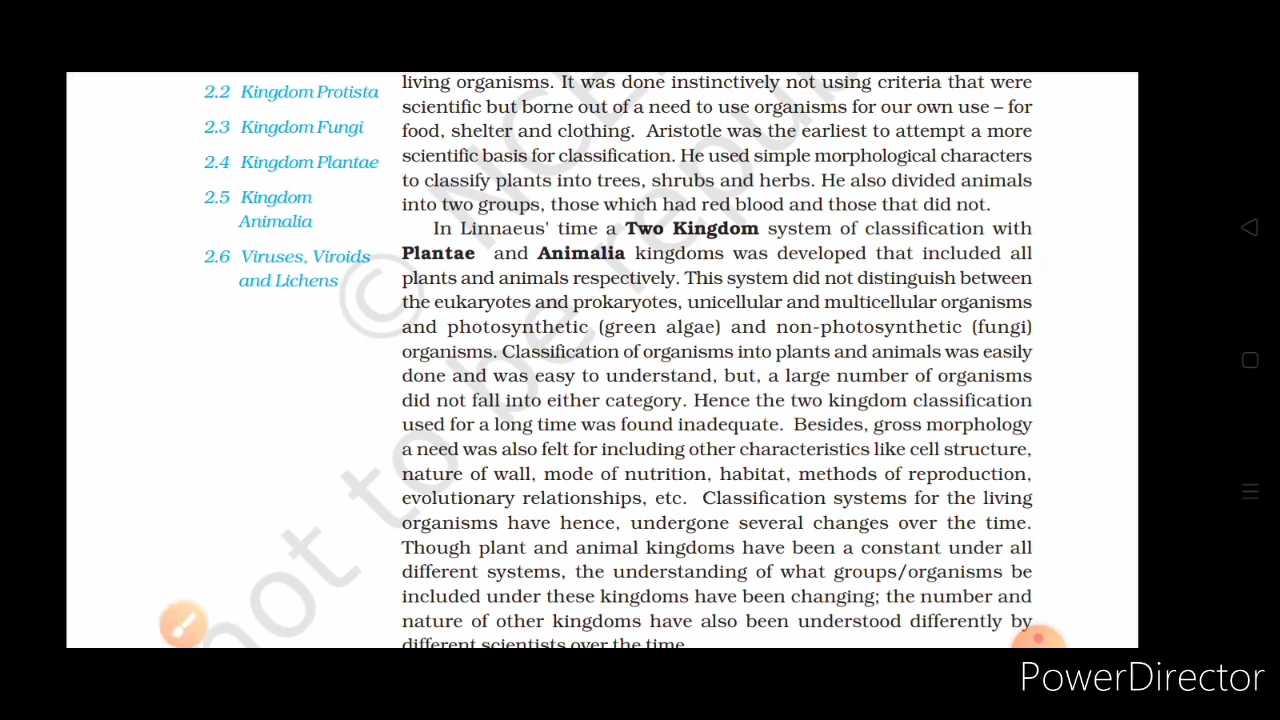 2.2 Kingdom Protista
2.3 Kingdom Fungi
2.4 Kingdom Plantae
2.5 Kingdom
Animalia
2.6 Viruses, Viroids
and Lichens
living organisms. It was done instinctively not using criteria that were
scientific but borne out of a need to use organisms for our own use – for
food, shelter and clothing. Aristotle was the earliest to attempt a more
scientific basis for classification. He used simple morphological characters
to classify plants into trees, shrubs and herbs. He also divided animals
into two groups, those which had red blood and those that did not.
In Linnaeus' time a Two Kingdom system of classification with
Plantae and Animalia kingdoms was developed that included all
plants and animals respectively. This system did not distinguish between
the eukaryotes and prokaryotes, unicellular and multicellular organisms
and photosynthetic (green algae) and non-photosynthetic (fungi)
organisms. Classification of organisms into plants and animals was easily
done and was easy to understand, but, a large number of organisms
did not fall into either category. Hence the two kingdom classification
used for a long time was found inadequate. Besides, gross morphology
a need was also felt for including other characteristics like cell structure,
nature of wall, mode of nutrition, habitat, methods of reproduction,
evolutionary relationships, etc. Classification systems for the living
organisms have hence, undergone several changes over the time.
Though plant and animal kingdoms have been a constant under all
different systems, the understanding of what groups/organisms be
included under these kingdoms have been changing; the number and
nature of other kingdoms have also been understood differently by
different scientists over the time.
© NCE
not to be repub
PowerDirector